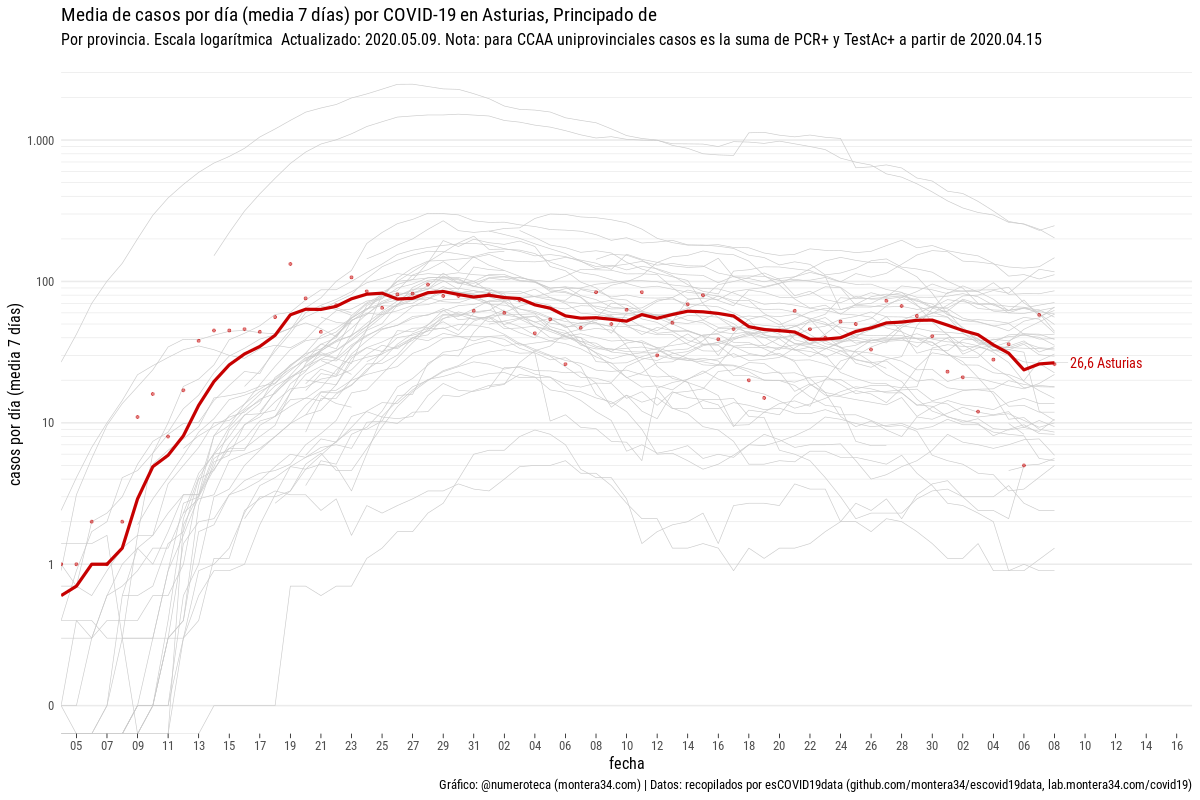 Media de casos por día (media 7 días) por COVID-19 en Asturias, Principado de
Por provincia. Escala logarítmica  Actualizado: 2020.05.09. Nota: para CCAA uniprovinciales casos es la suma de PCR+ y TestAc+ a partir de 2020.04.15
casos por día (media 7 días)
1.000
100
10
1
0
26,6 Asturias
05 07 09 11 13 15 17 19 21 23 25 27 29 31 02 04 06 08 10 12 14 16 18 20 22 24 26 28 30 02 04 06 08 10 12 14 16
fecha
Gráfico: @numeroteca (montera34.com) | Datos: recopilados por esCOVID19data (github.com/montera34/escovid19data, lab.montera34.com/covid19)